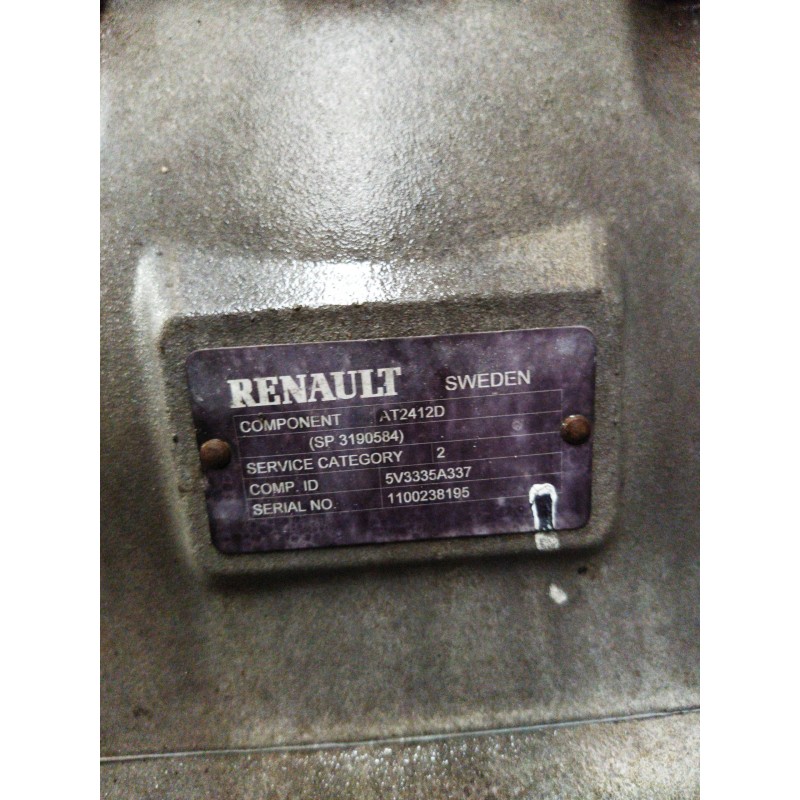 RENAULT SWEDEN
COMPONENT AT2412D
(SP 3190584)
SERVICE CATEGORY 2
COMP. ID 5V3335A337
SERIAL NO. 1100238195